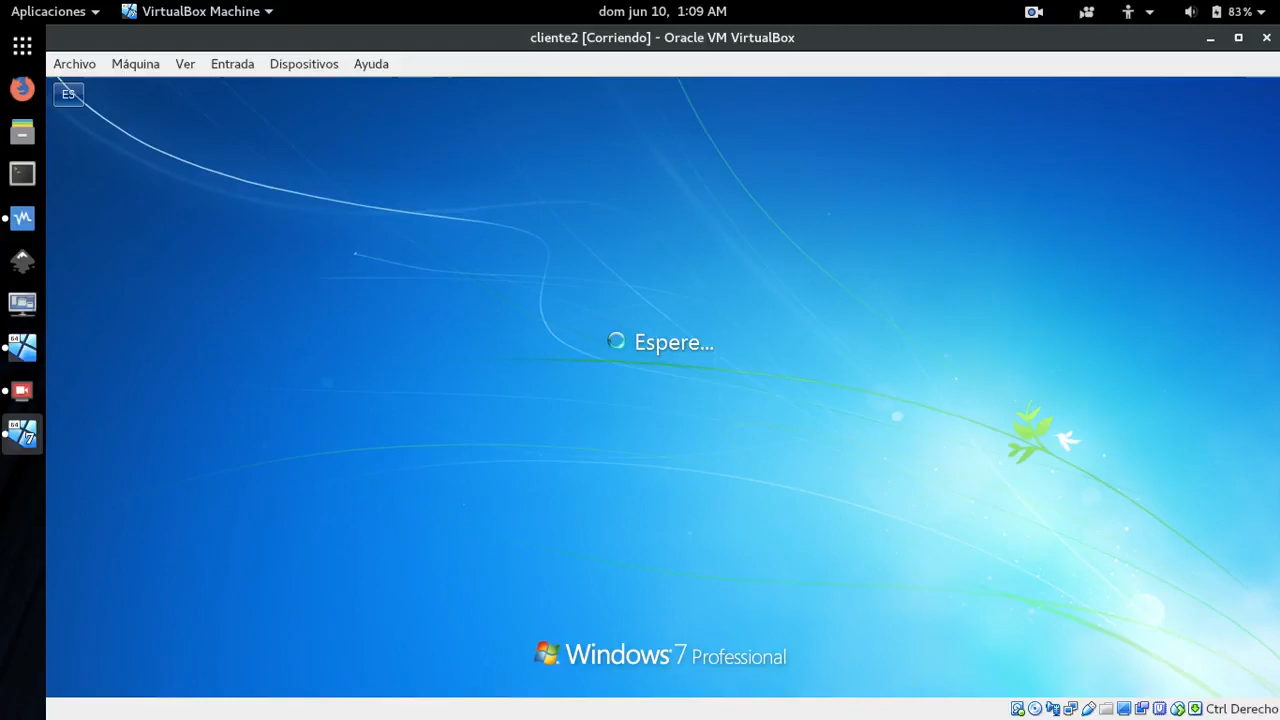 Aplicaciones
VirtualBox Machine
dom jun 10, 1:09 AM
83%
cliente2 [Corriendo] - Oracle VM VirtualBox
Archivo Máquina Ver Entrada Dispositivos Ayuda
ES
Espere...
Windows 7 Professional
Ctrl Derecho